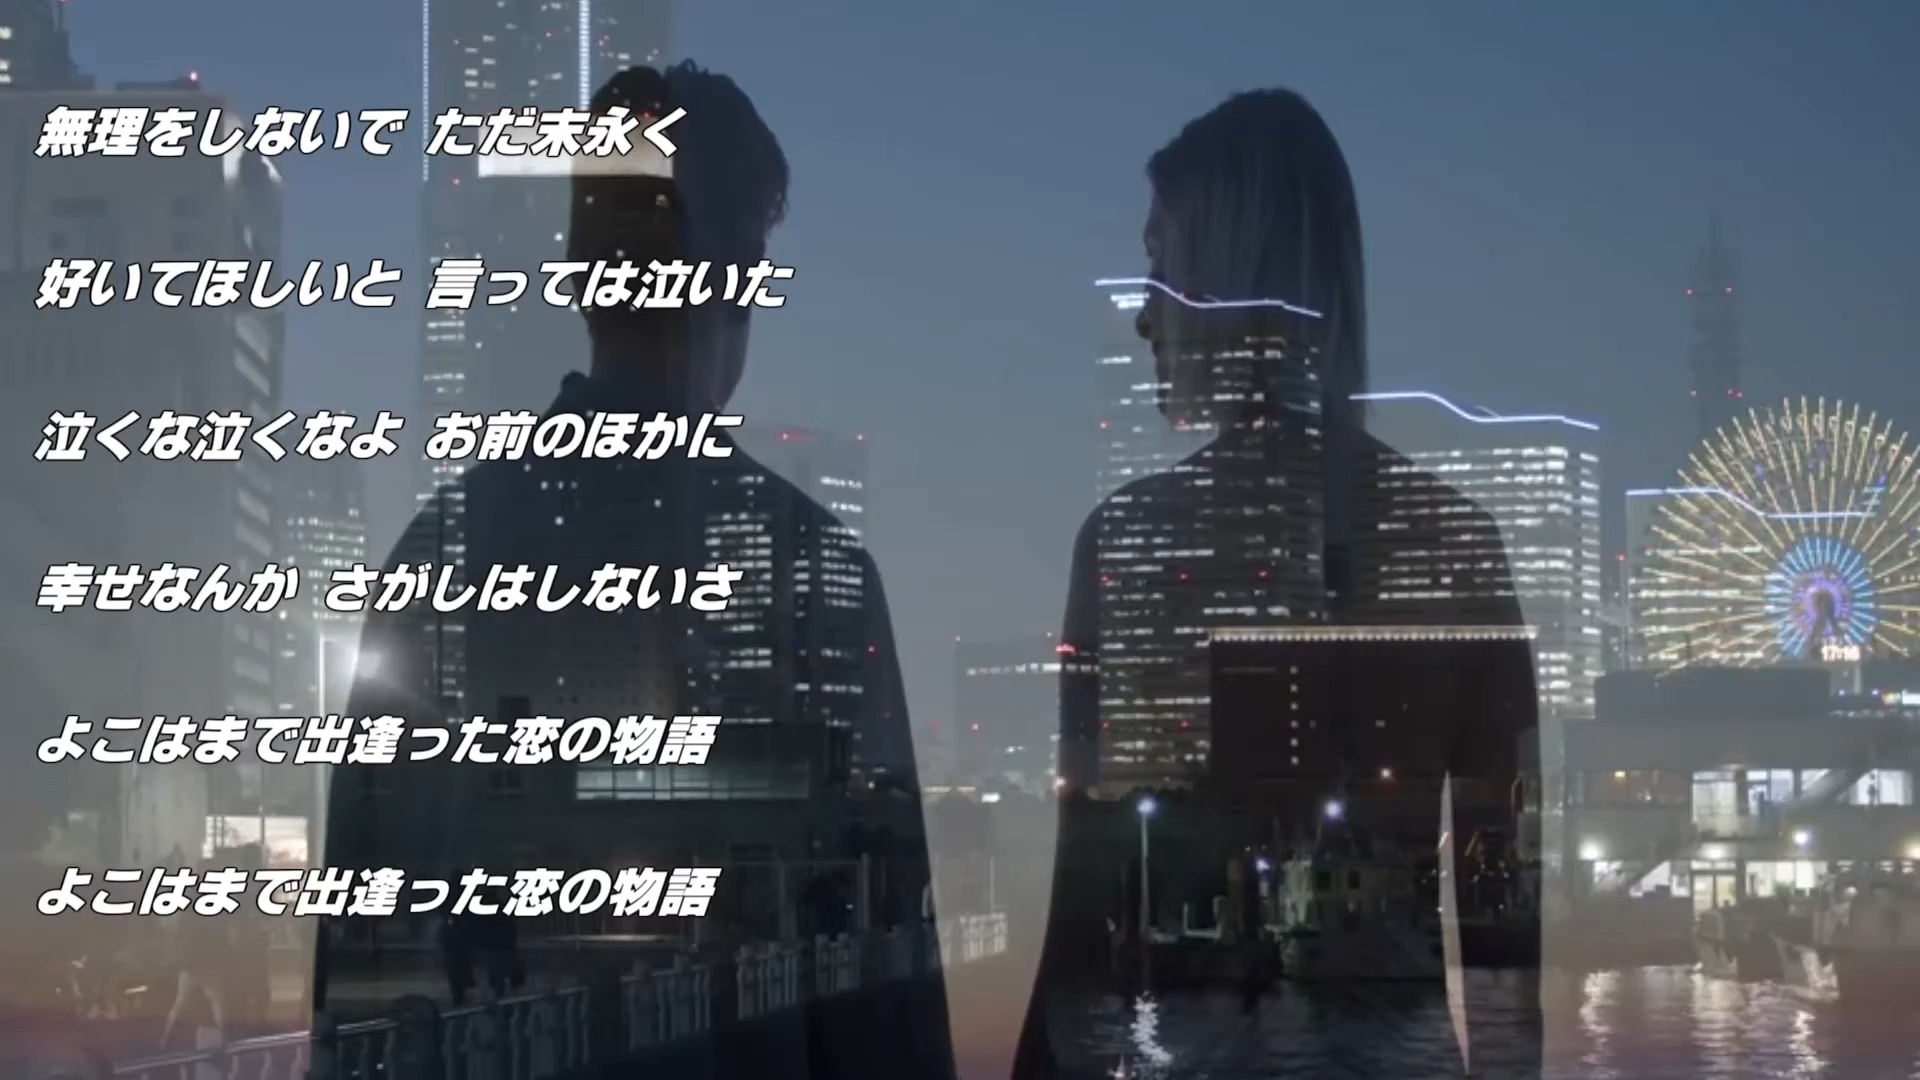 無理をしないで ただ末永く
好いてほしいと 言っては泣いた
泣くな泣くなよ お前のほかに
幸せなんか さがしはしないさ
よこはまで出逢った恋の物語
よこはまで出逢った恋の物語
17:16